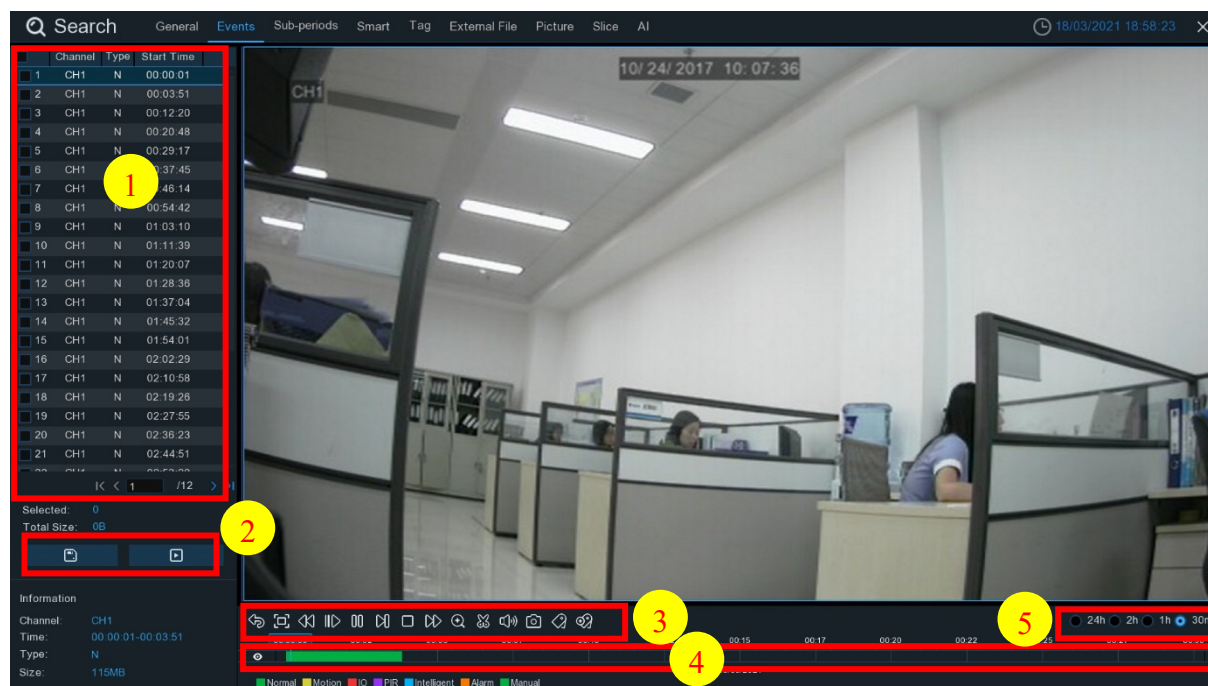 Search General Events Sub-periods Smart Tag External File Picture Slice AI 18/03/2021 18:58:23
Channel Type Start Time
1 CH1 N 00:00:01
2 CH1 N 00:03:51
3 CH1 N 00:12:20
4 CH1 N 00:20:48
5 CH1 N 00:29:17
6 CH1 :37:45
7 CH1 :46:14
8 CH1 N 00:54:42
9 CH1 N 01:03:10
10 CH1 N 01:11:39
11 CH1 N 01:20:07
12 CH1 N 01:28:36
13 CH1 N 01:37:04
14 CH1 N 01:45:32
15 CH1 N 01:54:01
16 CH1 N 02:02:29
17 CH1 N 02:10:58
18 CH1 N 02:19:26
19 CH1 N 02:27:55
20 CH1 N 02:36:23
21 CH1 N 02:44:51
1
1 /12
Selected: 0
Total Size: 0B
2
Information
Channel: CH1
Time: 00:00:01-00:03:51
Type: N
Size: 115MB
10/24/2017 10:07:36
CH1
3
5
24h 2h 1h 30m
00:15 00:17 00:20 00:22
4
Normal Motion IO PIR Intelligent Alarm Manual